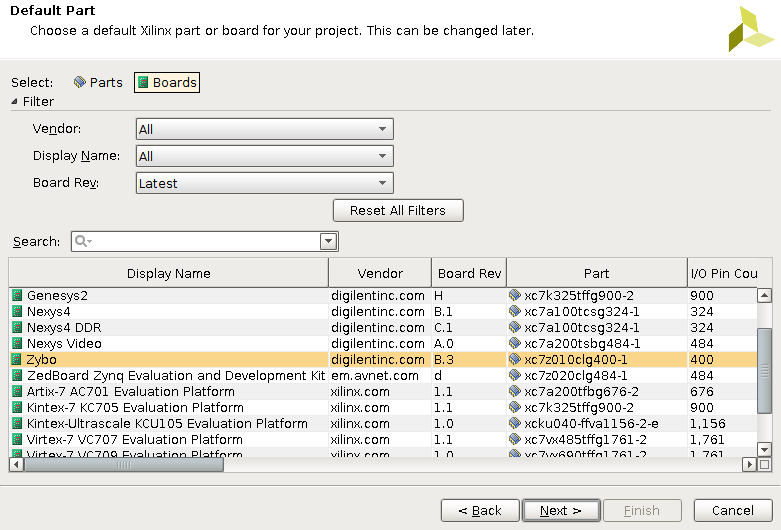 Default Part
Choose a default Xilinx part or board for your project. This can be changed later.
Select: Parts Boards
Filter
Vendor: All
Display Name: All
Board Rev: Latest
Reset All Filters
Search:
Display Name Vendor Board Rev Part I/O Pin Cou
Genesys2 digilentinc.com H xc7k325tffg900-2 900
Nexys4 digilentinc.com B.1 xc7a100tcsg324-1 324
Nexys4 DDR digilentinc.com C.1 xc7a100tcsg324-1 324
Nexys Video digilentinc.com A.0 xc7a200tsbg484-1 484
Zybo digilentinc.com B.3 xc7z010clg400-1 400
ZedBoard Zynq Evaluation and Development Kit em.avnet.com d xc7z020clg484-1 484
Artix-7 AC701 Evaluation Platform xilinx.com 1.1 xc7a200tfbg676-2 676
Kintex-7 KC705 Evaluation Platform xilinx.com 1.1 xc7k325tffg900-2 900
Kintex-Ultrascale KCU105 Evaluation Platform xilinx.com 1.0 xcku040-ffva1156-2-e 1,156
Virtex-7 VC707 Evaluation Platform xilinx.com 1.1 xc7vx485tffg1761-2 1,761
Virtex-7 VC709 Evaluation Platform xilinx.com 1.0 xc7vx690tffg1761-2 1,761
< Back Next > Finish Cancel